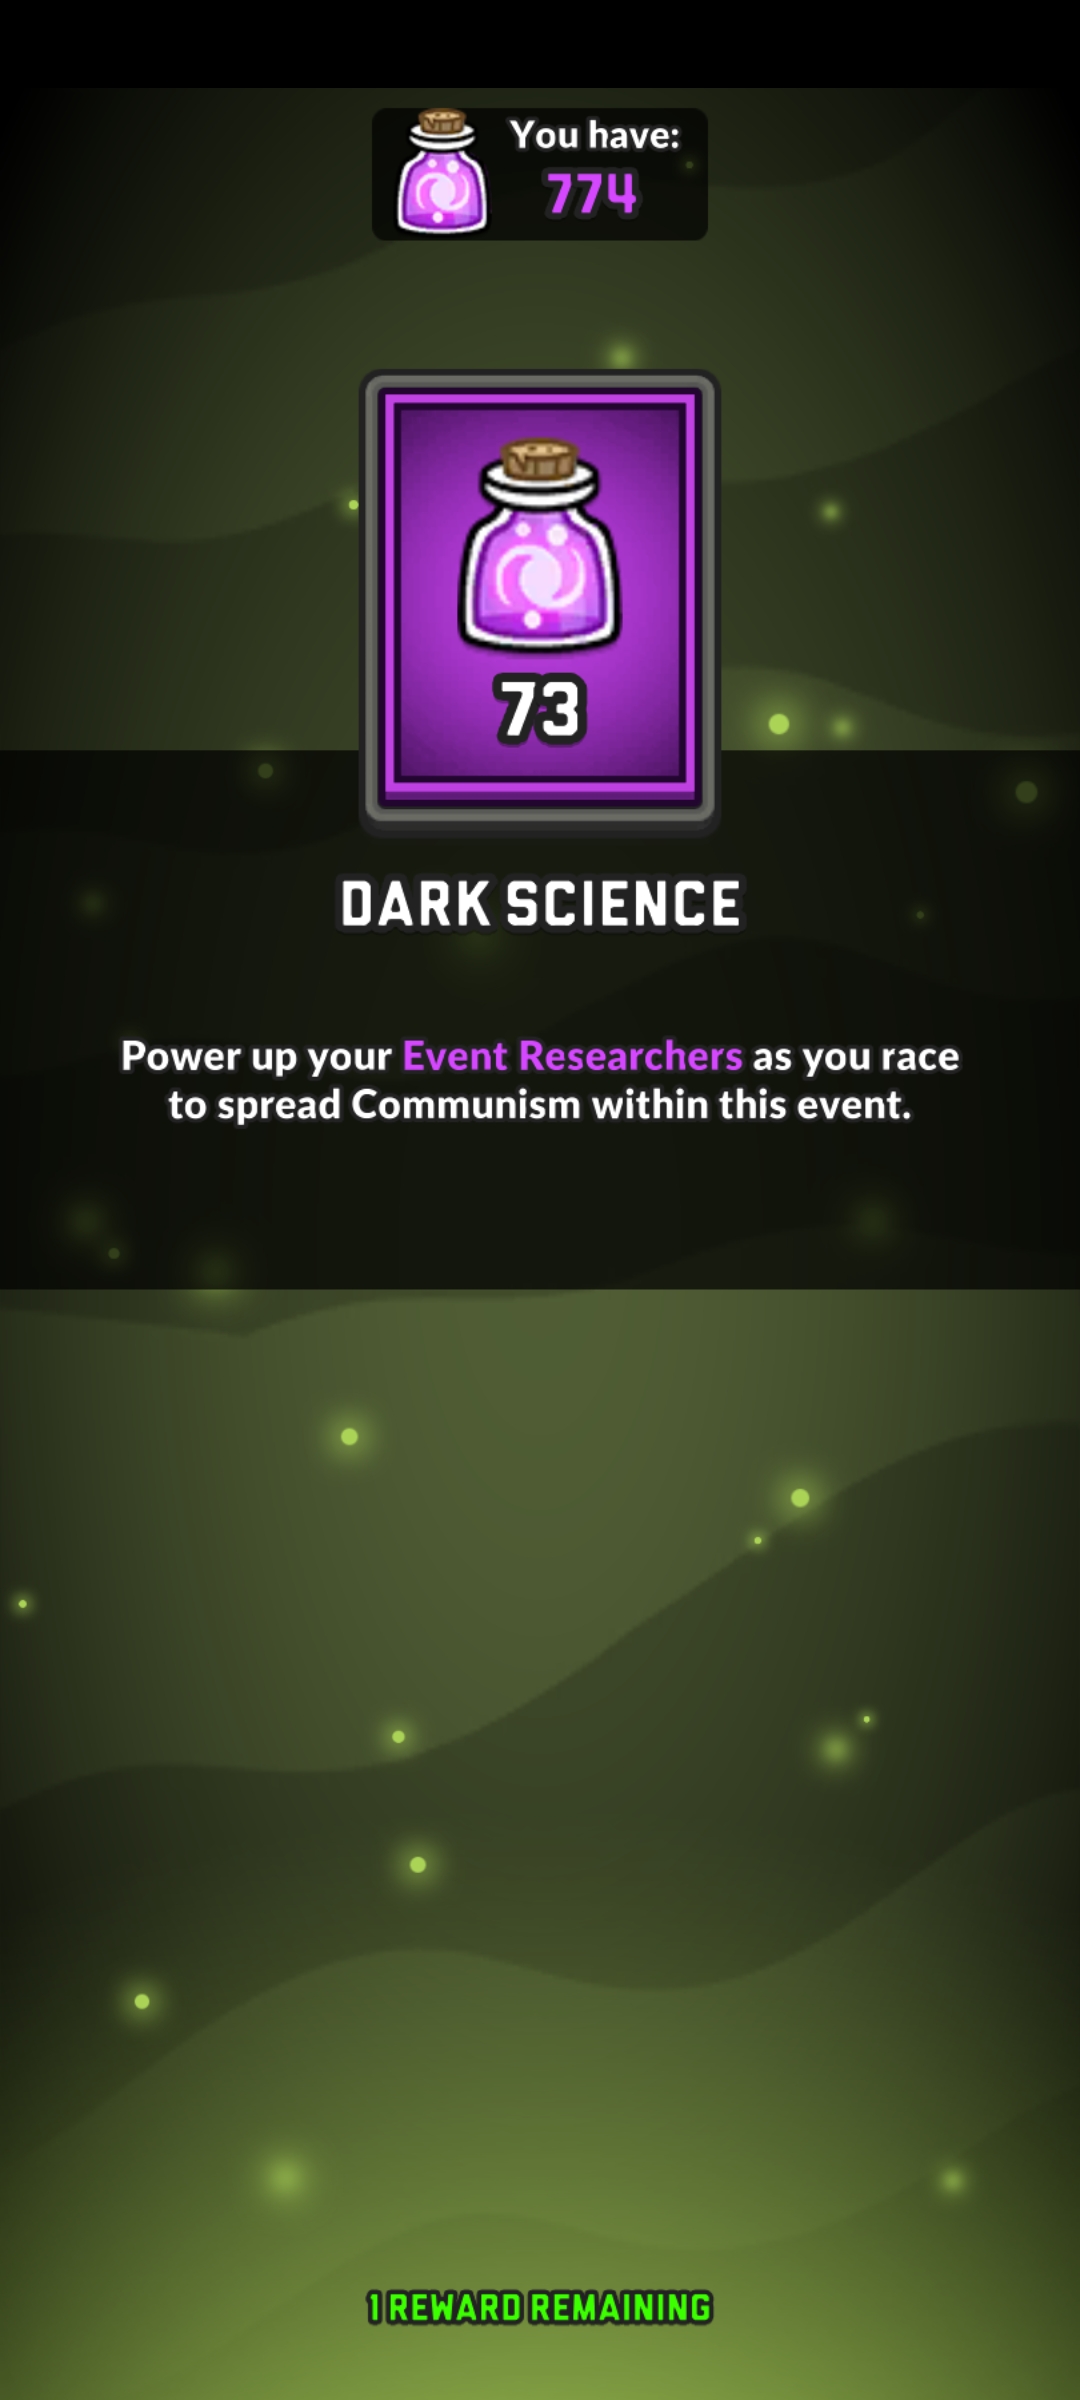 You have:
774
73
DARK SCIENCE
Power up your Event Researchers as you race
to spread Communism within this event.
1 REWARD REMAINING